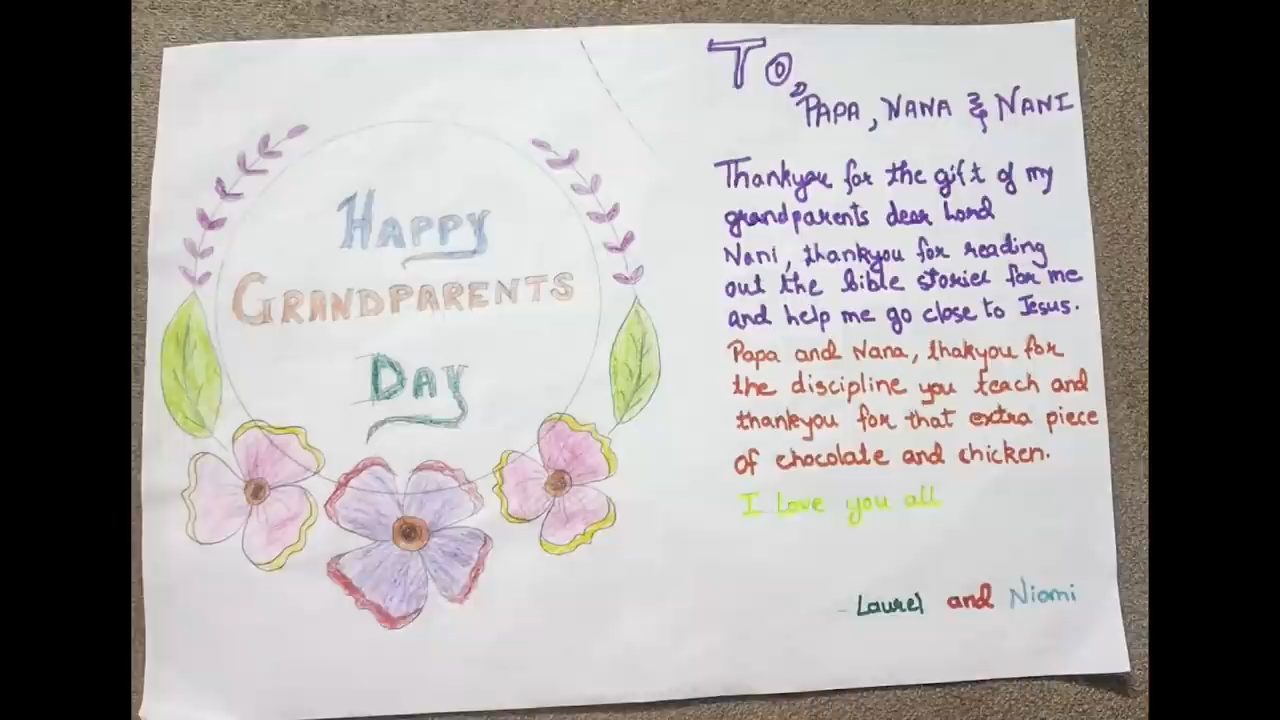 HAPPY
GRANDPARENTS
DAY
TO,
PAPA, NANA & NANI
Thankyou for the gift of my
grandparents dear Lord
Nani, thankyou for reading
out the bible stories for me
and help me go close to Jesus.
Papa and Nana, thakyou for
the discipline you teach and
thankyou for that extra piece
of chocolate and chicken.
I Love you all
- Laurel and Niomi